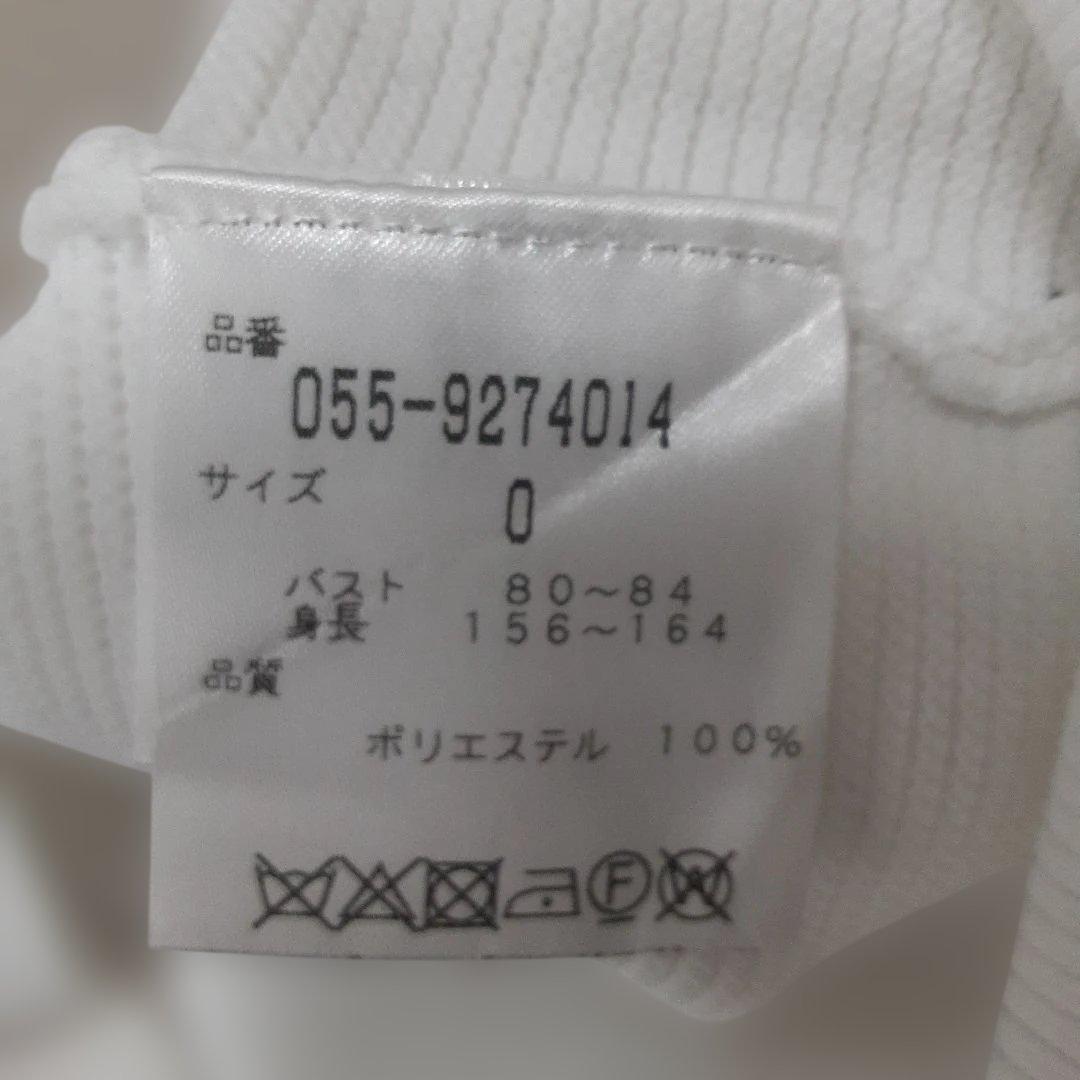 品番
055-9274014
サイズ
0
バスト 80～84
身長 156～164
品質
ポリエステル 100%
F W